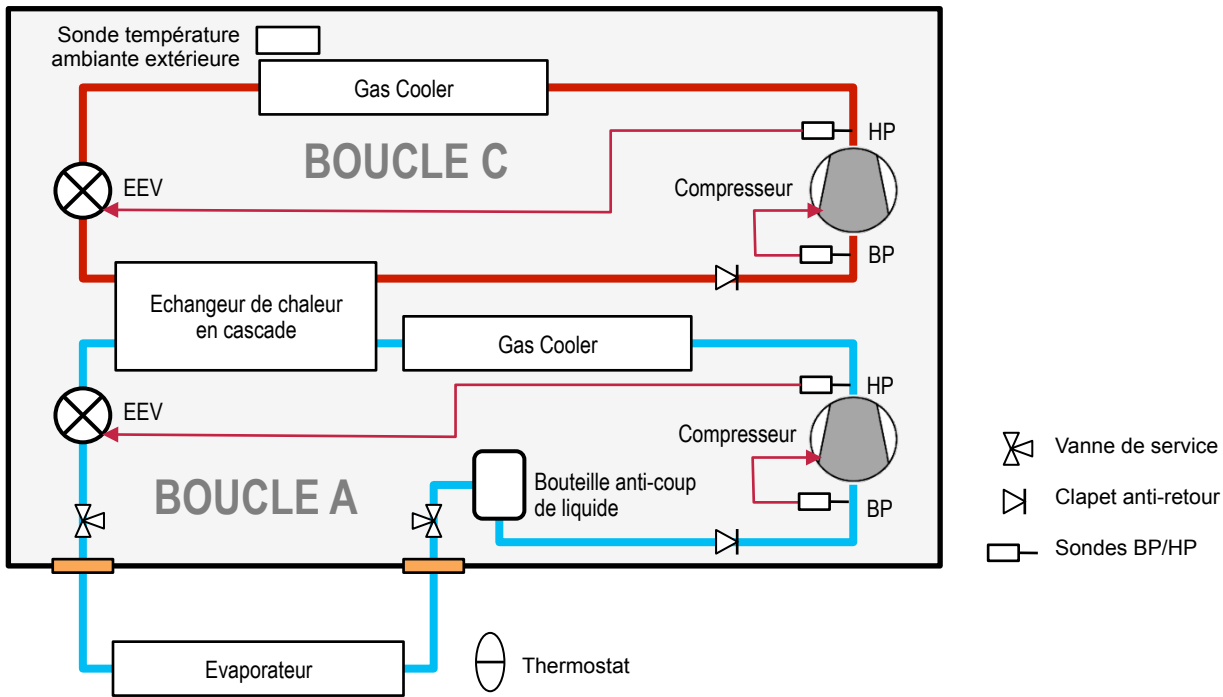 Sonde température
ambiante extérieure
Gas Cooler
HP
BOUCLE C
EEV
Compresseur
BP
Echangeur de chaleur
en cascade
Gas Cooler
HP
EEV
Compresseur
Vanne de service
BOUCLE A
Bouteille anti-coup
de liquide
BP
Clapet anti-retour
Sondes BP/HP
Evaporateur
Thermostat